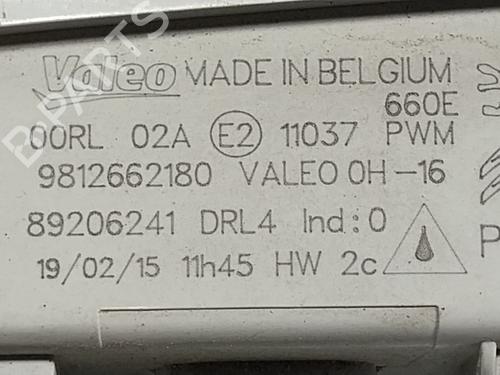 Valeo MADE IN BELGIUM
660E
00RL 02A E2 11037 PWM
9812662180 VALEO 0H-16
89206241 DRL4 Ind:0
19/02/15 11h45 HW 2c
B-PARTS